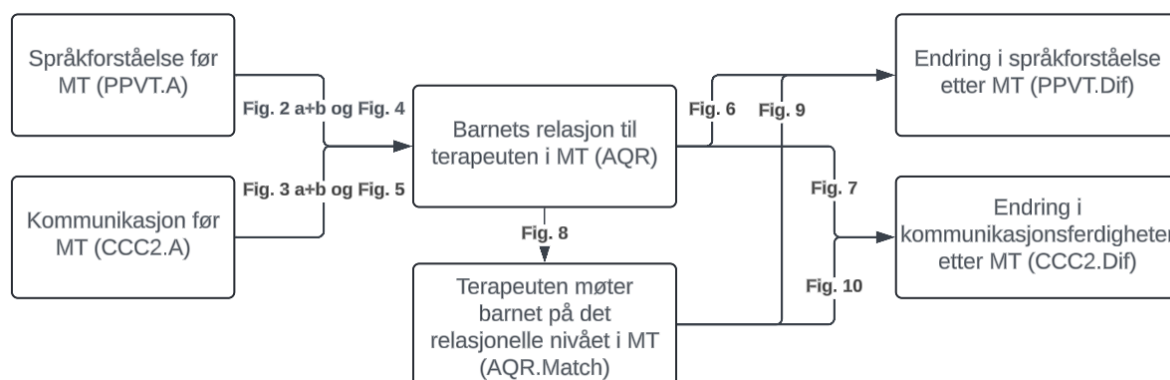 Språkforståelse før
MT (PPVT.A)
Fig. 2 a+b og Fig. 4
Kommunikasjon før
MT (CCC2.A)
Fig. 3 a+b og Fig. 5
Barnets relasjon til
terapeuten i MT (AQR)
Fig. 8
Terapeuten møter
barnet på det
relasjonelle nivået i MT
(AQR.Match)
Fig. 6
Fig. 9
Fig. 7
Fig. 10
Endring i språkforståelse
etter MT (PPVT.Dif)
Endring i
kommunikasjonsferdigheter
etter MT (CCC2.Dif)